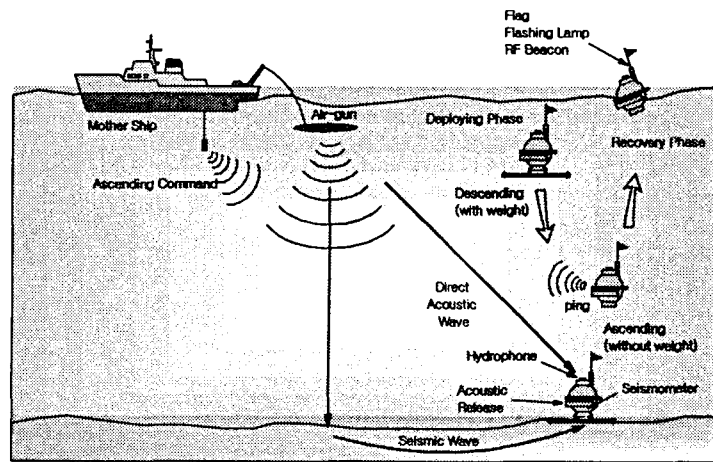 Flag
Flashing Lamp
RF Beacon
Mother Ship
Air-gun
Deploying Phase
Recovery Phase
Ascending Command
Descending
(with weight)
Direct
Acoustic
Wave
ping
Ascending
(without weight)
Hydrophone
Acoustic
Release
Seismometer
Seismic Wave